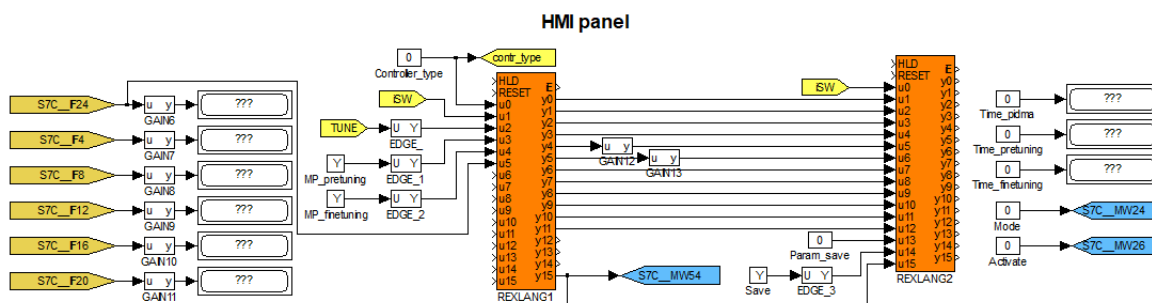 HMI panel
0
Controller_type
contr_type
S7C__F24
u y
GAIN6
???
S7C__F4
u y
GAIN7
???
S7C__F8
u y
GAIN8
???
S7C__F12
u y
GAIN9
???
S7C__F16
u y
GAIN10
???
S7C__F20
u y
GAIN11
???
iSW
TUNE
U Y
EDGE_
Y
MP_pretuning
U Y
EDGE_1
Y
MP_finetuning
U Y
EDGE_2
HLD E
RESET y0
u0 y1
u1 y2
u2 y3
u3 y4
u4 y5
u5 y6
u6 y7
u7 y8
u8 y9
u9 y10
u10 y11
u11 y12
u12 y13
u13 y14
u14 y15
u15
REXLANG1
u y
GAIN12
u y
GAIN13
S7C__MW54
iSW
0
Param_save
Y
Save
U Y
EDGE_3
HLD E
RESET y0
u0 y1
u1 y2
u2 y3
u3 y4
u4 y5
u5 y6
u6 y7
u7 y8
u8 y9
u9 y10
u10 y11
u11 y12
u12 y13
u13 y14
u14 y15
u15
REXLANG2
0
Time_pidma
???
0
Time_pretuning
???
0
Time_finetuning
???
0
Mode
S7C__MW24
0
Activate
S7C__MW26